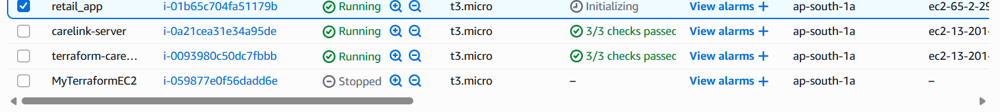 retail_app i-01b65c704fa51179b Running t3.micro Initializing View alarms + ap-south-1a ec2-65-2-29
carelink-server i-0a21cea31e34a95de Running t3.micro 3/3 checks passed View alarms + ap-south-1a ec2-13-201-
terraform-care... i-0093980c50dc7fbbb Running t3.micro 3/3 checks passed View alarms + ap-south-1a ec2-13-201-
MyTerraformEC2 i-059877e0f56dadd6e Stopped t3.micro – View alarms + ap-south-1a –